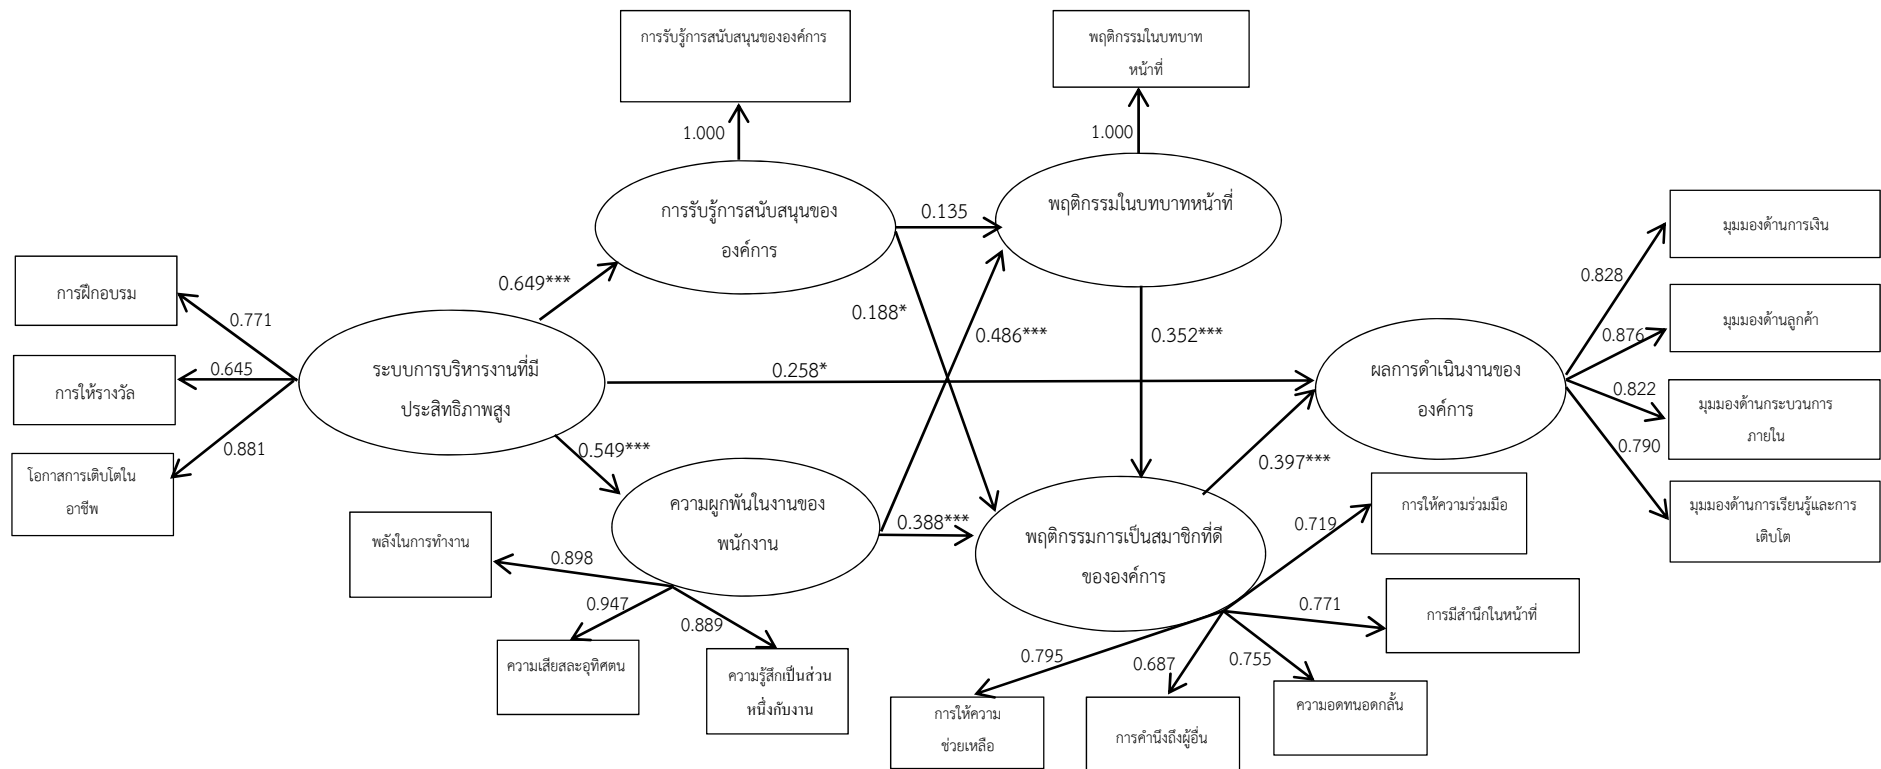 การรับรู้การสนับสนุนขององค์การ
พฤติกรรมในบทบาท
หน้าที่
1.000
1.000
การรับรู้การสนับสนุนของ
องค์การ
0.135
พฤติกรรมในบทบาทหน้าที่
มุมมองด้านการเงิน
0.828
การฝึกอบรม
0.771
0.649***
0.188*
0.486***
0.352***
มุมมองด้านลูกค้า
0.876
การให้รางวัล
0.645
ระบบการบริหารงานที่มี
ประสิทธิภาพสูง
0.258*
ผลการดำเนินงานของ
องค์การ
0.822
มุมมองด้านกระบวนการ
ภายใน
โอกาสการเติบโตใน
อาชีพ
0.881
0.549***
0.397***
0.790
มุมมองด้านการเรียนรู้และการ
เติบโต
ความผูกพันในงานของ
พนักงาน
0.388***
พฤติกรรมการเป็นสมาชิกที่ดี
ขององค์การ
0.719
การให้ความร่วมมือ
พลังในการทำงาน
0.898
0.947
0.889
0.771
การมีสำนึกในหน้าที่
ความเสียสละอุทิศตน
ความรู้สึกเป็นส่วน
หนึ่งกับงาน
0.795
0.687
0.755
การให้ความ
ช่วยเหลือ
การคำนึงถึงผู้อื่น
ความอดทนอดกลั้น